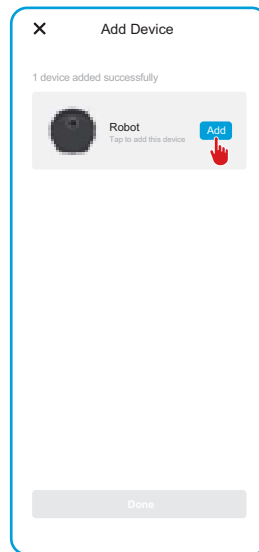 Add Device
1 device added successfully
Robot
Tap to add this device
Add
Done